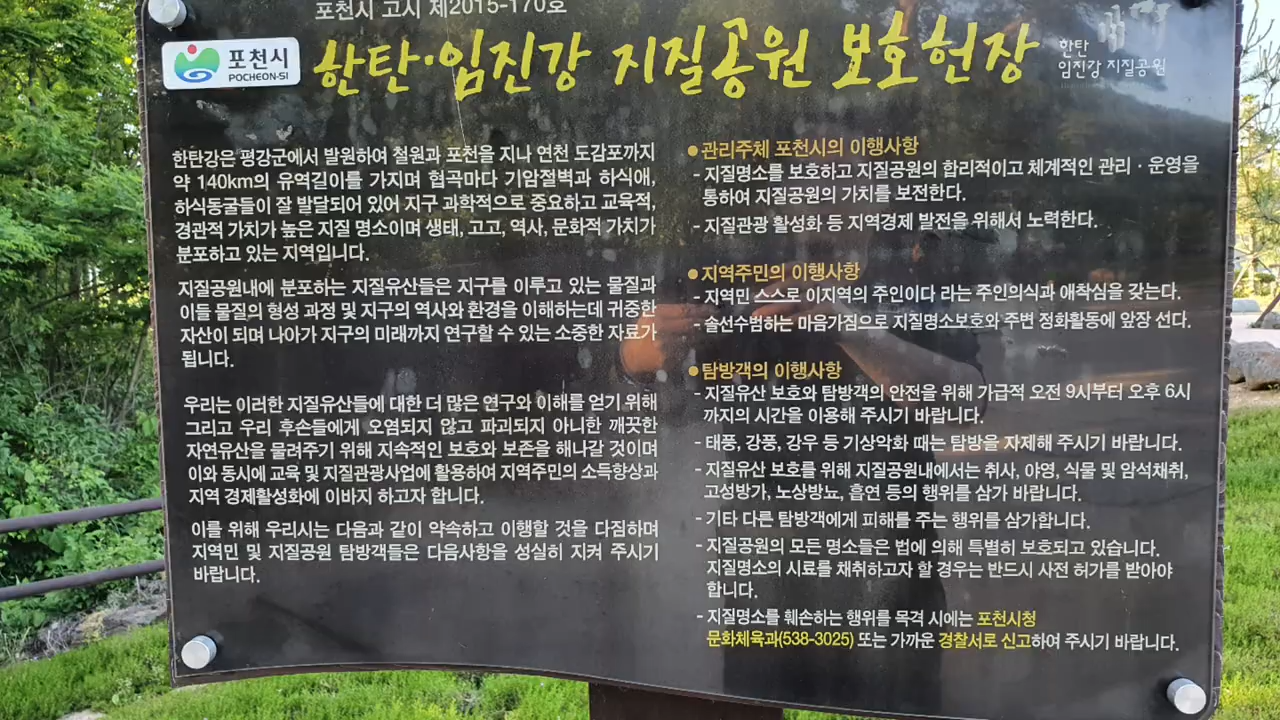 포천시 고시 제2015-170호
포천시
POCHEON-SI
한탄·임진강 지질공원 보호헌장
한탄
임진강 지질공원
한탄강은 평강군에서 발원하여 철원과 포천을 지나 연천 도감포까지
약 140km의 유역길이를 가지며 협곡마다 기암절벽과 하식애,
하식동굴들이 잘 발달되어 있어 지구 과학적으로 중요하고 교육적,
경관적 가치가 높은 지질 명소이며 생태, 고고, 역사, 문화적 가치가
분포하고 있는 지역입니다.
지질공원내에 분포하는 지질유산들은 지구를 이루고 있는 물질과
이들 물질의 형성 과정 및 지구의 역사와 환경을 이해하는데 귀중한
자산이 되며 나아가 지구의 미래까지 연구할 수 있는 소중한 자료가
됩니다.
우리는 이러한 지질유산들에 대한 더 많은 연구와 이해를 얻기 위해
그리고 우리 후손들에게 오염되지 않고 파괴되지 아니한 깨끗한
자연유산을 물려주기 위해 지속적인 보호와 보존을 해나갈 것이며
이와 동시에 교육 및 지질관광사업에 활용하여 지역주민의 소득향상과
지역 경제활성화에 이바지 하고자 합니다.
이를 위해 우리시는 다음과 같이 약속하고 이행할 것을 다짐하며
지역민 및 지질공원 탐방객들은 다음사항을 성실히 지켜 주시기
바랍니다.
●관리주체 포천시의 이행사항
- 지질명소를 보호하고 지질공원의 합리적이고 체계적인 관리 · 운영을
통하여 지질공원의 가치를 보전한다.
- 지질관광 활성화 등 지역경제 발전을 위해서 노력한다.
●지역주민의 이행사항
- 지역민 스스로 이지역의 주인이다 라는 주인의식과 애착심을 갖는다.
- 솔선수범하는 마음가짐으로 지질명소보호와 주변 정화활동에 앞장 선다.
●탐방객의 이행사항
- 지질유산 보호와 탐방객의 안전을 위해 가급적 오전 9시부터 오후 6시
까지의 시간을 이용해 주시기 바랍니다.
- 태풍, 강풍, 강우 등 기상악화 때는 탐방을 자제해 주시기 바랍니다.
- 지질유산 보호를 위해 지질공원내에서는 취사, 야영, 식물 및 암석채취,
고성방가, 노상방뇨, 흡연 등의 행위를 삼가 바랍니다.
- 기타 다른 탐방객에게 피해를 주는 행위를 삼가합니다.
- 지질공원의 모든 명소들은 법에 의해 특별히 보호되고 있습니다.
지질명소의 시료를 채취하고자 할 경우는 반드시 사전 허가를 받아야
합니다.
- 지질명소를 훼손하는 행위를 목격 시에는 포천시청
문화체육과(538-3025) 또는 가까운 경찰서로 신고하여 주시기 바랍니다.